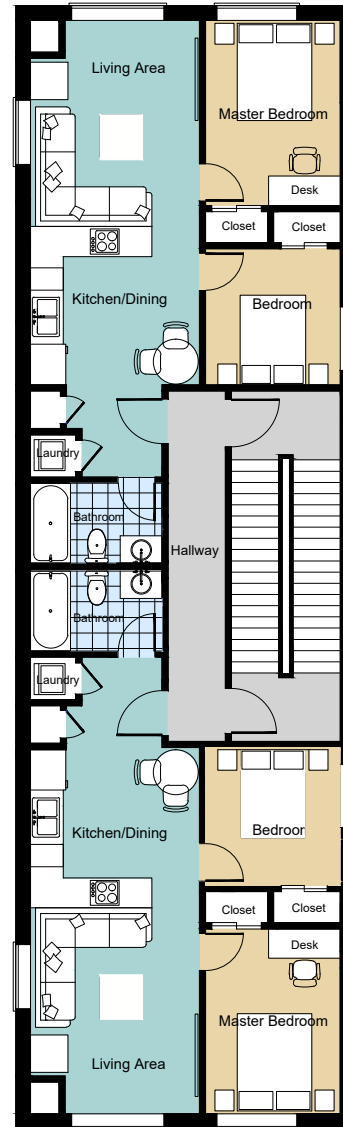 Living Area
Master Bedroom
Desk
Closet
Closet
Kitchen/Dining
Bedroom
Laundry
Bathroom
Hallway
Bathroom
Laundry
Kitchen/Dining
Bedroor
Closet
Closet
Desk
Master Bedroom
Living Area